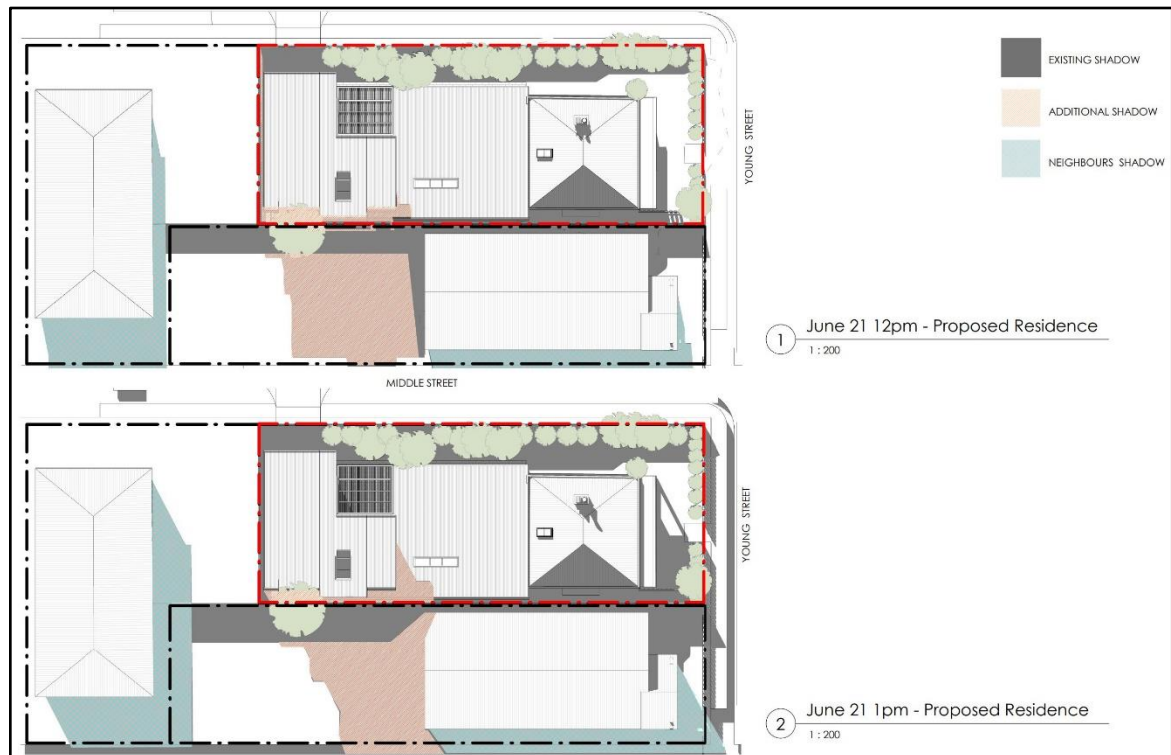 EXISTING SHADOW
ADDITIONAL SHADOW
NEIGHBOURS SHADOW
YOUNG STREET
1 June 21 12pm - Proposed Residence
1 : 200
MIDDLE STREET
YOUNG STREET
2 June 21 1pm - Proposed Residence
1 : 200